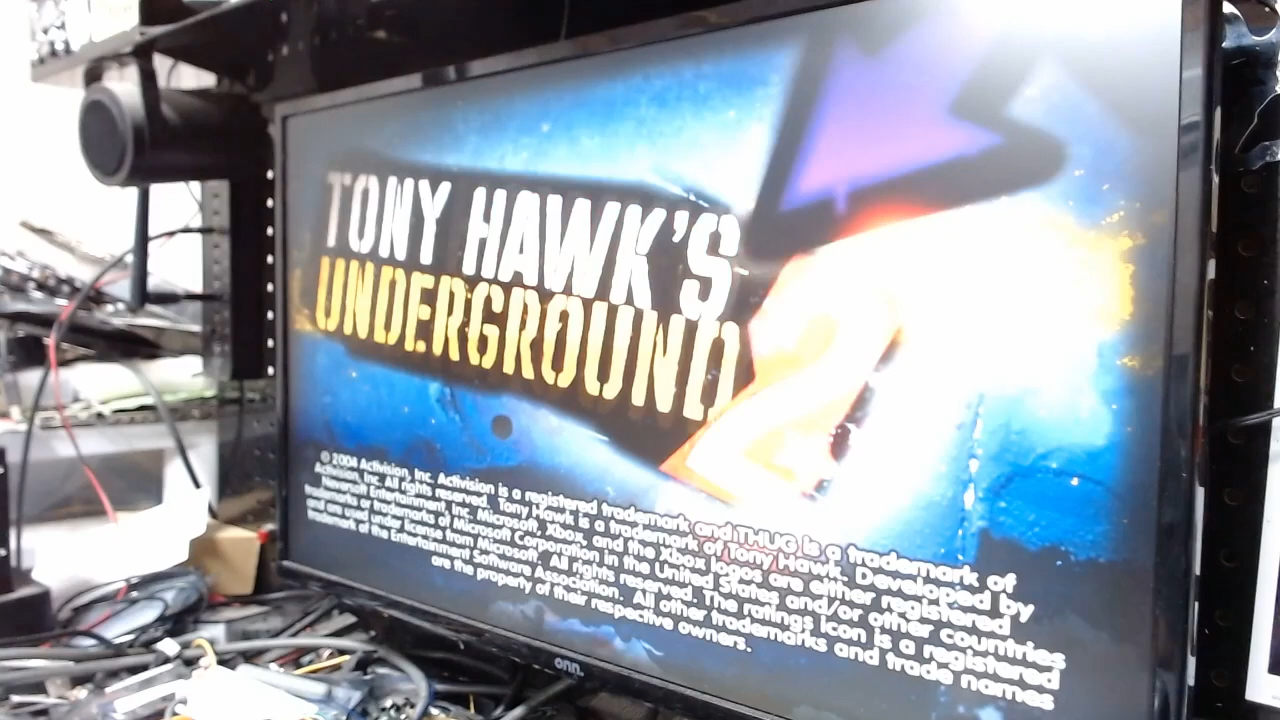 TONY HAWK'S
UNDERGROUND
2
© 2004 Activision, Inc. Activision is a registered trademark and THUG is a trademark of
Activision, Inc. All rights reserved. Tony Hawk is a trademark of Tony Hawk. Developed by
Neversoft Entertainment, Inc. Microsoft, Xbox, and the Xbox logos are either registered
trademarks or trademarks of Microsoft Corporation in the United States and/or other countries
and are used under license from Microsoft. All rights reserved. The ratings icon is a registered
trademark of the Entertainment Software Association. All other trademarks and trade names
are the property of their respective owners.
onn.